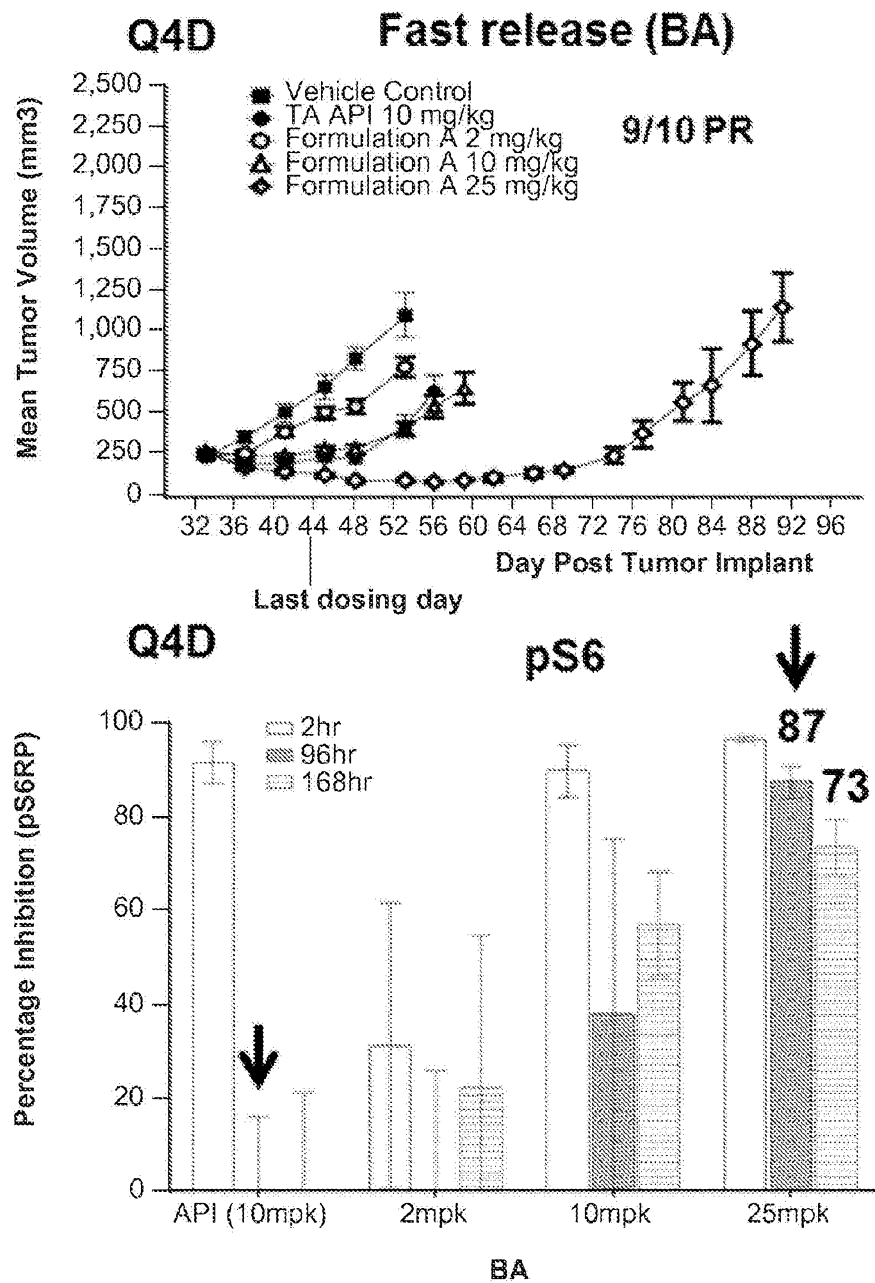 Q4D Fast release (BA)
Mean Tumor Volume (mm3)
2,500
2,250
2,000
1,750
1,500
1,250
1,000
750
500
250
0
Vehicle Control
TA API 10 mg/kg
Formulation A 2 mg/kg
Formulation A 10 mg/kg
Formulation A 25 mg/kg
9/10 PR
32 36 41 44 48 52 56 60 64 68 72 76 80 84 88 92 96
Day Post Tumor Implant
Last dosing day
Q4D pS6
Percentage Inhibition (pS6RP)
100
80
60
40
20
0
2hr
96hr
168hr
87
73
API (10mpk) 2mpk 10mpk 25mpk
BA